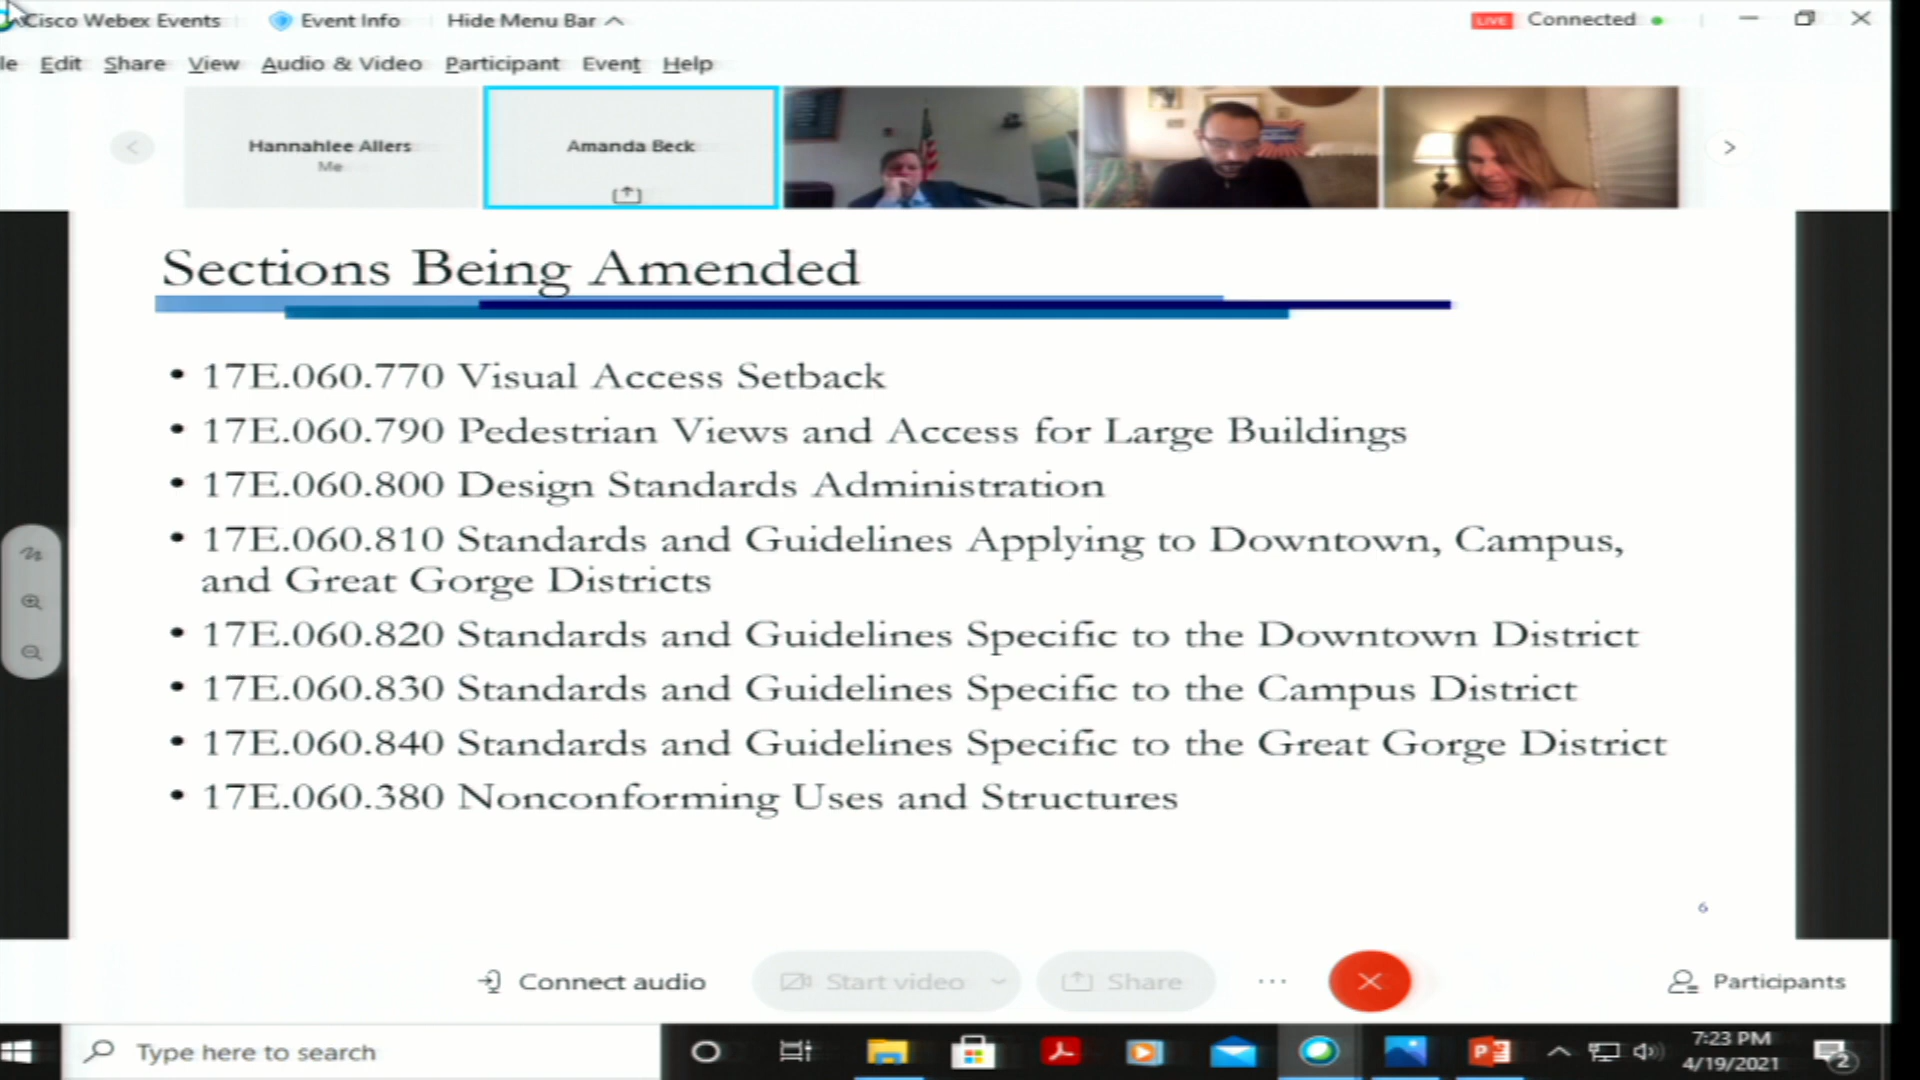 Cisco Webex Events
Event Info
Hide Menu Bar
LIVE
Connected
le Edit Share View Audio & Video Participant Event Help
Hannahlee Allers
Me
Amanda Beck
Sections Being Amended
• 17E.060.770 Visual Access Setback
• 17E.060.790 Pedestrian Views and Access for Large Buildings
• 17E.060.800 Design Standards Administration
• 17E.060.810 Standards and Guidelines Applying to Downtown, Campus,
and Great Gorge Districts
• 17E.060.820 Standards and Guidelines Specific to the Downtown District
• 17E.060.830 Standards and Guidelines Specific to the Campus District
• 17E.060.840 Standards and Guidelines Specific to the Great Gorge District
• 17E.060.380 Nonconforming Uses and Structures
6
Connect audio
Start video
Share
Participants
Type here to search
7:23 PM
4/19/2021
2